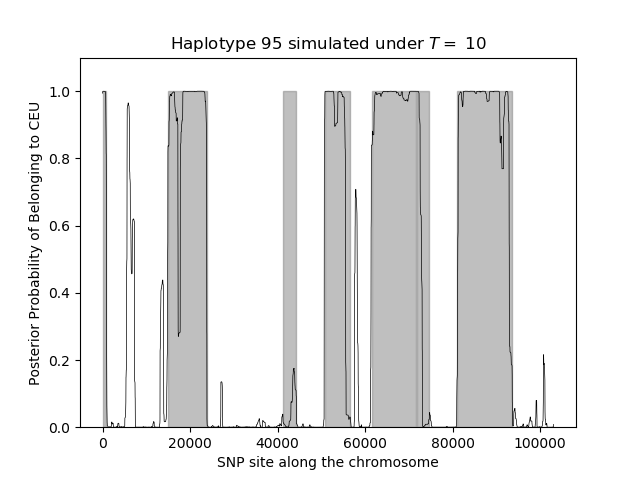 Haplotype 95 simulated under T = 10
Posterior Probability of Belonging to CEU
1.0
0.8
0.6
0.4
0.2
0.0
0 20000 40000 60000 80000 100000
SNP site along the chromosome